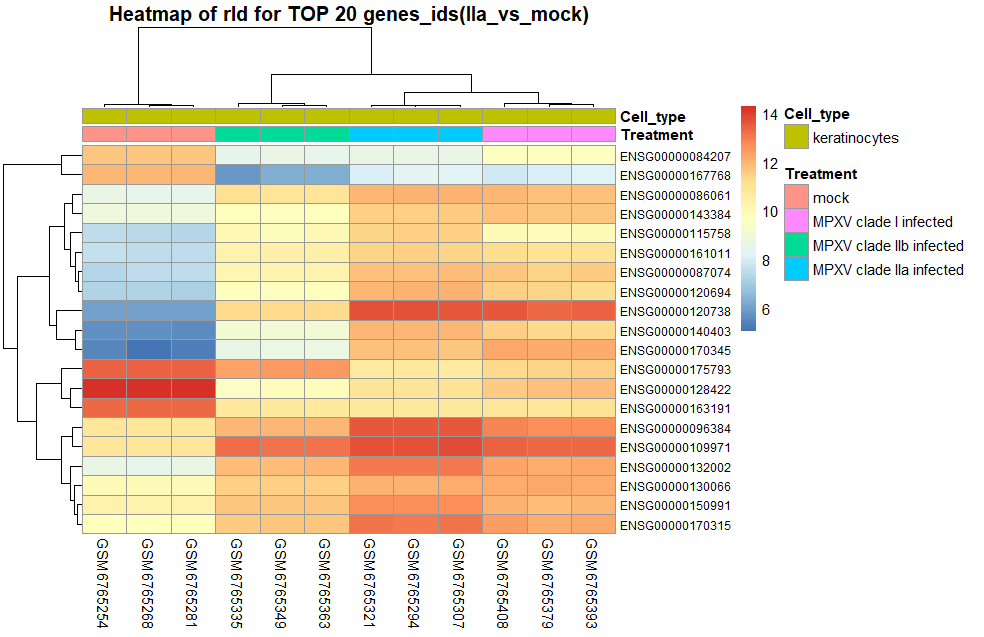 Heatmap of rld for TOP 20 genes_ids(IIa_vs_mock)
Cell_type
Treatment
ENSG00000084207
ENSG00000167768
ENSG00000086061
ENSG00000143384
ENSG00000115758
ENSG00000161011
ENSG00000087074
ENSG00000120694
ENSG00000120738
ENSG00000140403
ENSG00000170345
ENSG00000175793
ENSG00000128422
ENSG00000163191
ENSG00000096384
ENSG00000109971
ENSG00000132002
ENSG00000130066
ENSG00000150991
ENSG00000170315
GSM6765254
GSM6765268
GSM6765281
GSM6765335
GSM6765349
GSM6765363
GSM6765321
GSM6765294
GSM6765307
GSM6765408
GSM6765379
GSM6765393
14
12
10
8
6
Cell_type
keratinocytes
Treatment
mock
MPXV clade I infected
MPXV clade IIb infected
MPXV clade IIa infected